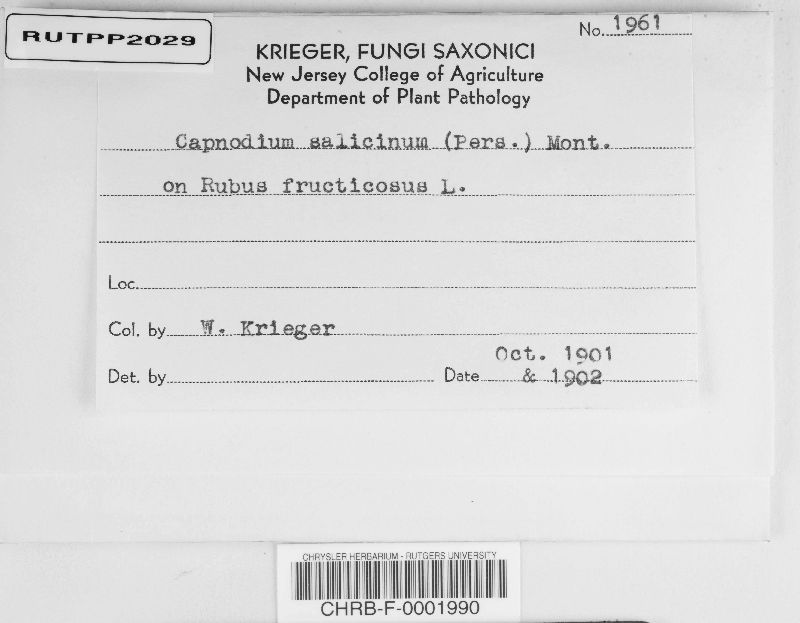 RUTPP2029
No. 1961
KRIEGER, FUNGI SAXONICI
New Jersey College of Agriculture
Department of Plant Pathology
Capnodium salicinum (Pers.) Mont.
on Rubus fructicosus L.
Loc.
Col. by W. Krieger
Oct. 1901
Det. by Date & 1902
CHRYSLER HERBARIUM - RUTGERS UNIVERSITY
CHRB-F-0001990